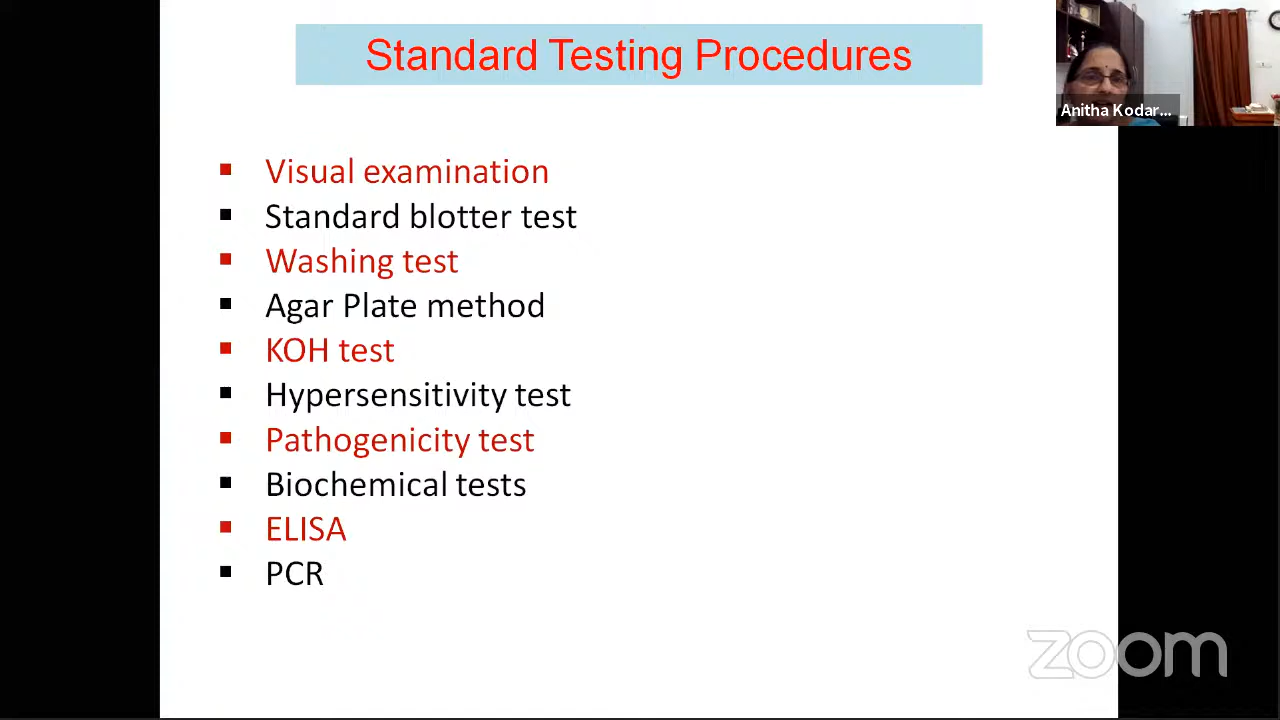 Standard Testing Procedures
Anitha Kodar...
Visual examination
Standard blotter test
Washing test
Agar Plate method
KOH test
Hypersensitivity test
Pathogenicity test
Biochemical tests
ELISA
PCR
zoom